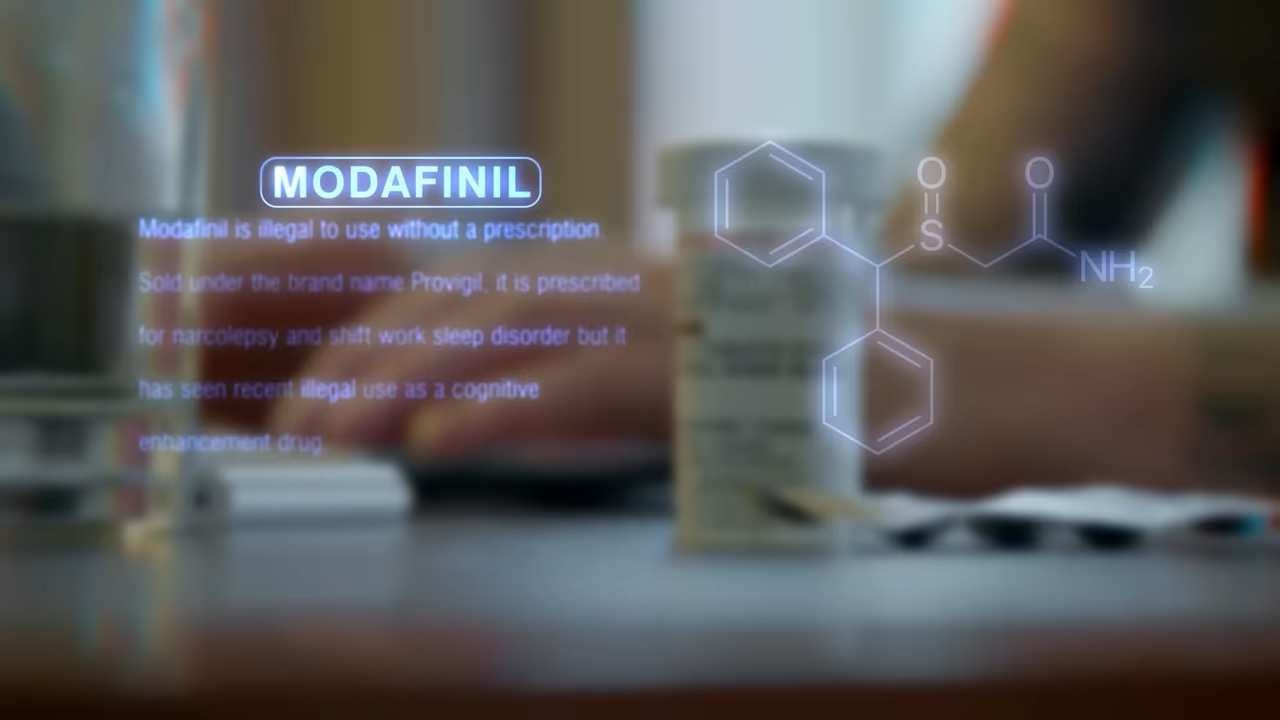 MODAFINIL
Modafinil is illegal to use without a prescription.
Sold under the brand name Provigil, it is prescribed
for narcolepsy and shift work sleep disorder but it
has seen recent illegal use as a cognitive
enhancement drug.
O
O
S
NH2